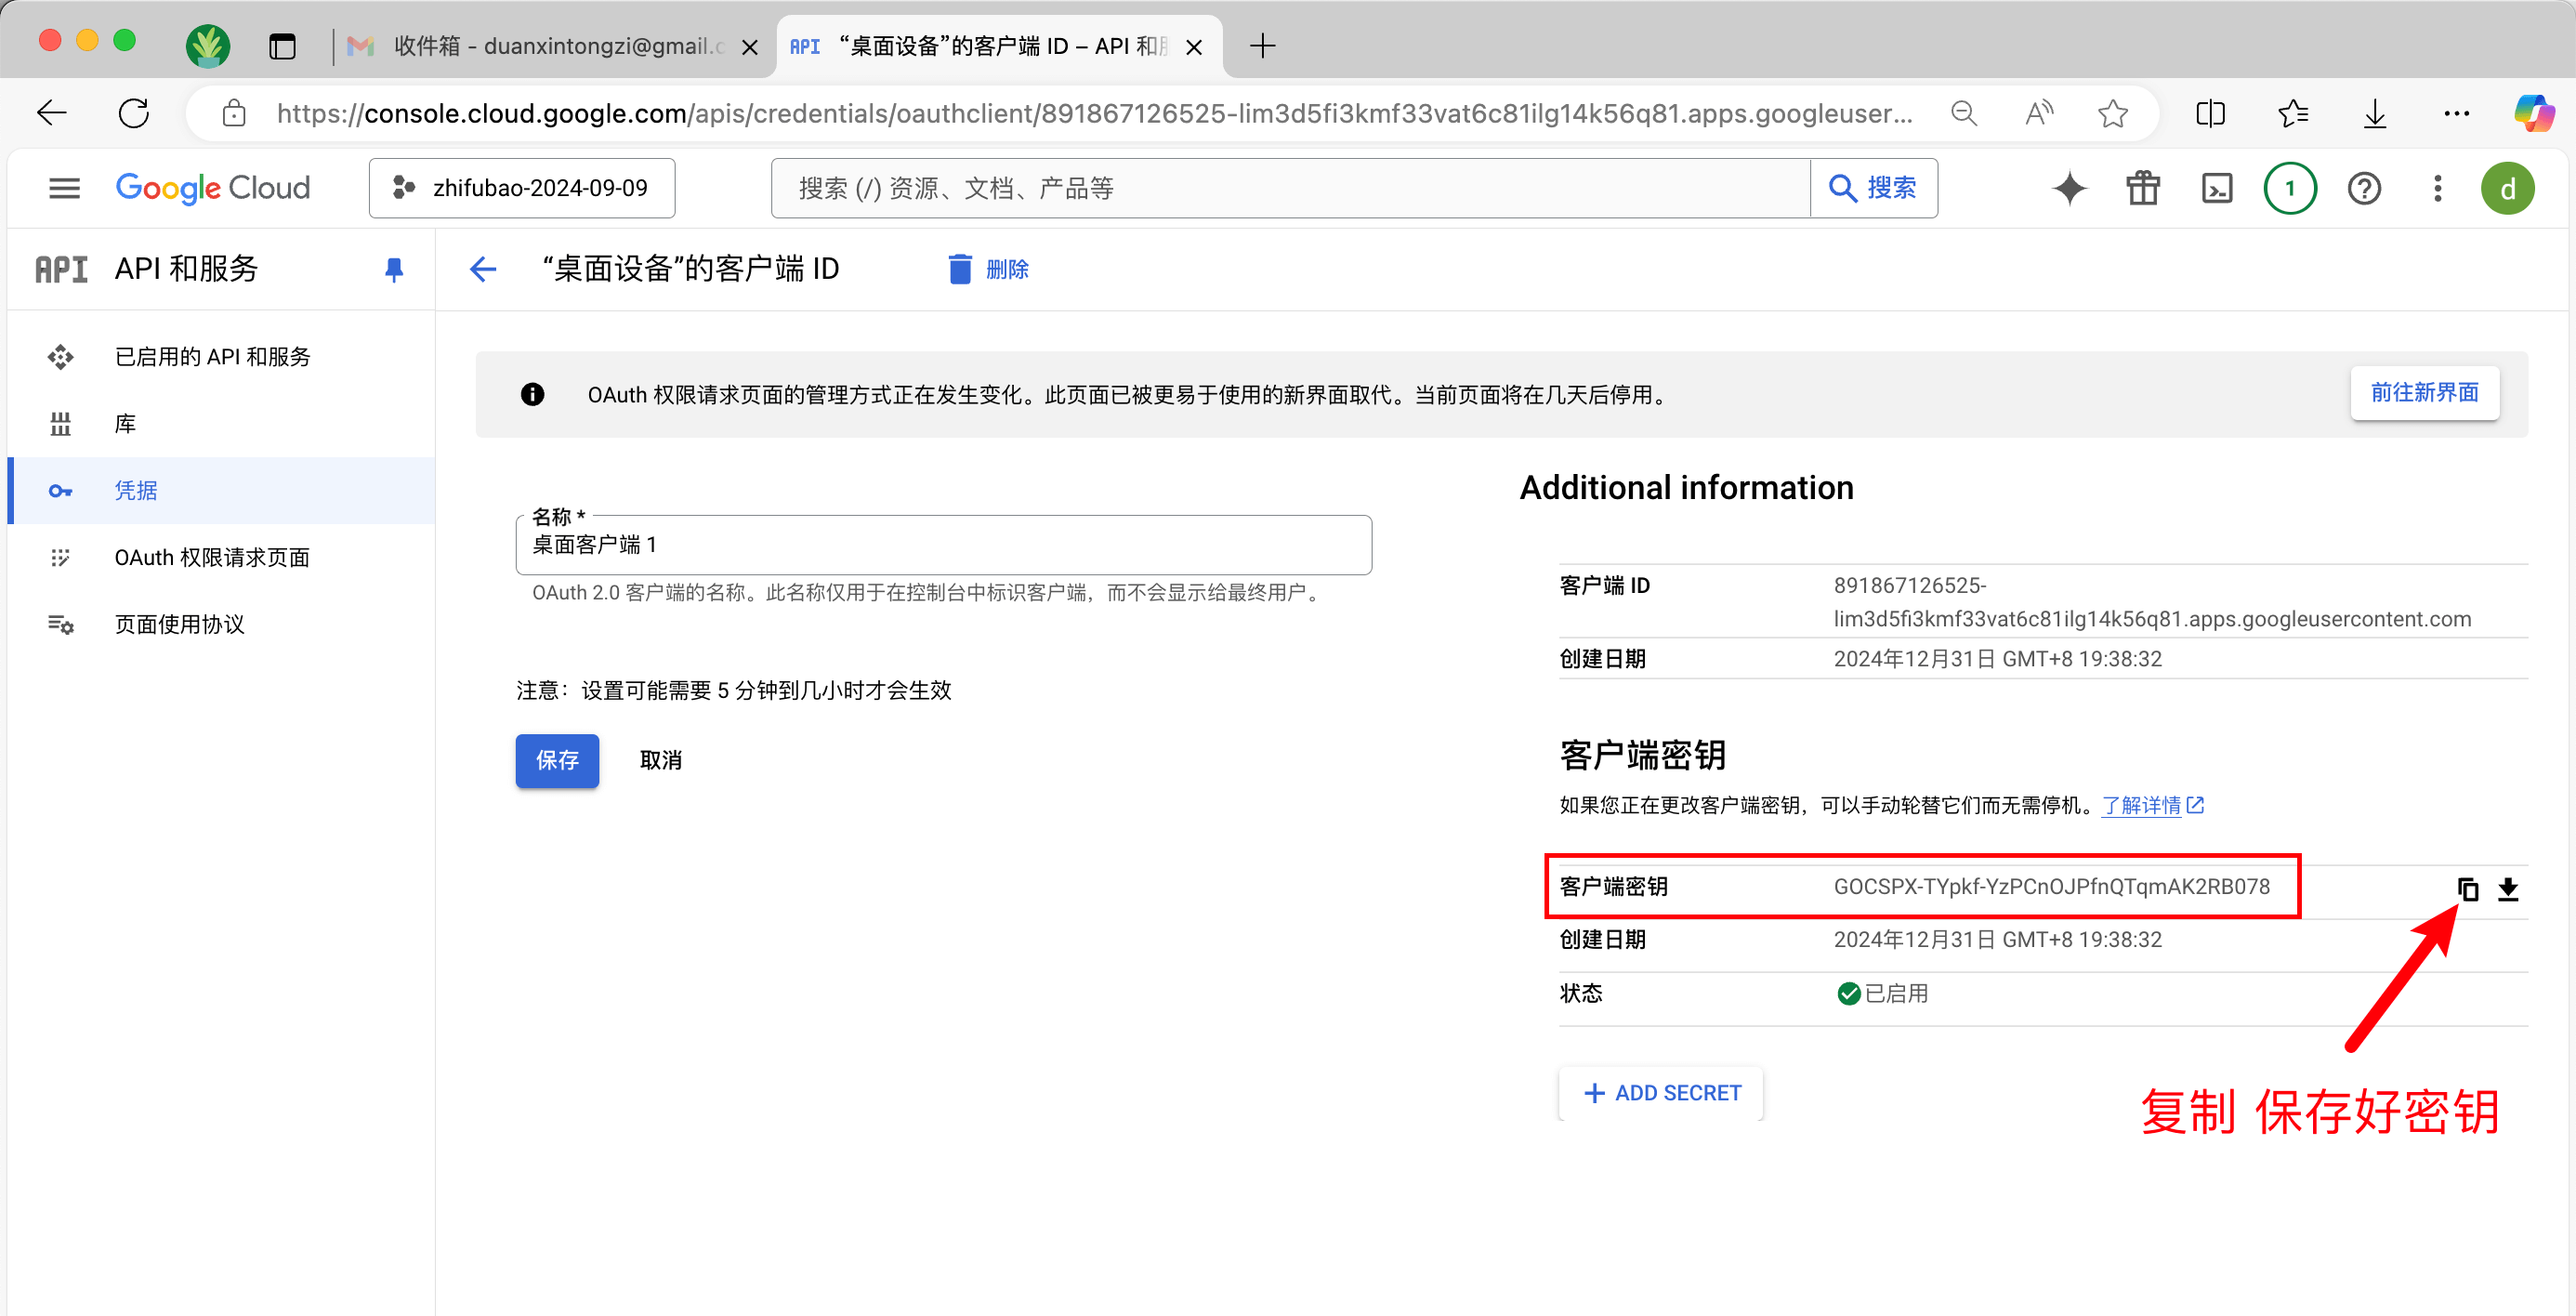 收件箱 - duanxintongzi@gmail.c
API “桌面设备”的客户端 ID – API 和
https://console.cloud.google.com/apis/credentials/oauthclient/891867126525-lim3d5fi3kmf33vat6c81ilg14k56q81.apps.googleuser...
Google Cloud
zhifubao-2024-09-09
搜索 (/) 资源、文档、产品等
搜索
1
d
API API 和服务
“桌面设备”的客户端 ID
删除
已启用的 API 和服务
库
凭据
OAuth 权限请求页面
页面使用协议
OAuth 权限请求页面的管理方式正在发生变化。此页面已被更易于使用的新界面取代。当前页面将在几天后停用。
前往新界面
名称 *
桌面客户端 1
OAuth 2.0 客户端的名称。此名称仅用于在控制台中标识客户端，而不会显示给最终用户。
注意：设置可能需要 5 分钟到几小时才会生效
保存 取消
Additional information
客户端 ID 891867126525-
lim3d5fi3kmf33vat6c81ilg14k56q81.apps.googleusercontent.com
创建日期 2024年12月31日 GMT+8 19:38:32
客户端密钥
如果您正在更改客户端密钥，可以手动轮替它们而无需停机。了解详情
客户端密钥 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
创建日期 2024年12月31日 GMT+8 19:38:32
状态 已启用
ADD SECRET
复制 保存好密钥